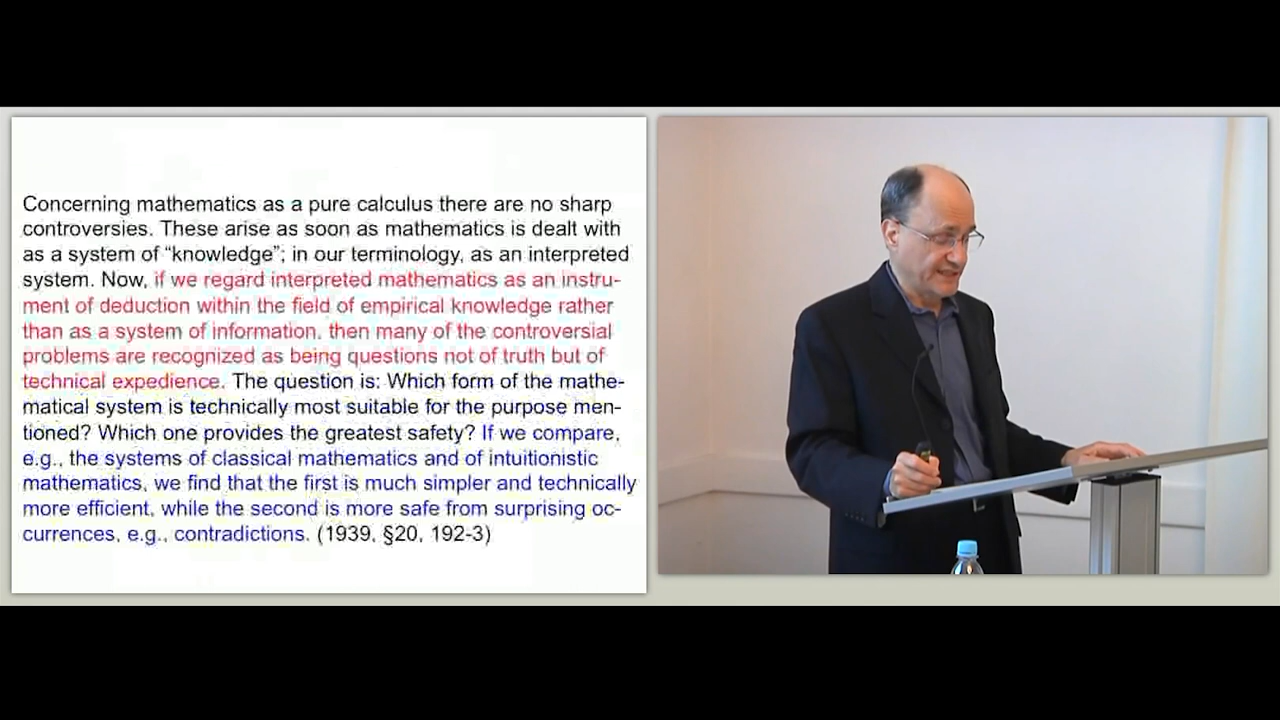 Concerning mathematics as a pure calculus there are no sharp
controversies. These arise as soon as mathematics is dealt with
as a system of “knowledge”; in our terminology, as an interpreted
system. Now, if we regard interpreted mathematics as an instru-
ment of deduction within the field of empirical knowledge rather
than as a system of information, then many of the controversial
problems are recognized as being questions not of truth but of
technical expedience. The question is: Which form of the mathe-
matical system is technically most suitable for the purpose men-
tioned? Which one provides the greatest safety? If we compare,
e.g., the systems of classical mathematics and of intuitionistic
mathematics, we find that the first is much simpler and technically
more efficient, while the second is more safe from surprising oc-
currences, e.g., contradictions. (1939, §20, 192-3)